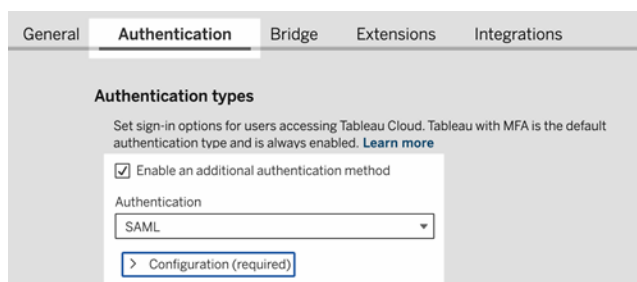 General Authentication Bridge Extensions Integrations
Authentication types
Set sign-in options for users accessing Tableau Cloud. Tableau with MFA is the default
authentication type and is always enabled. Learn more
Enable an additional authentication method
Authentication
SAML
Configuration (required)